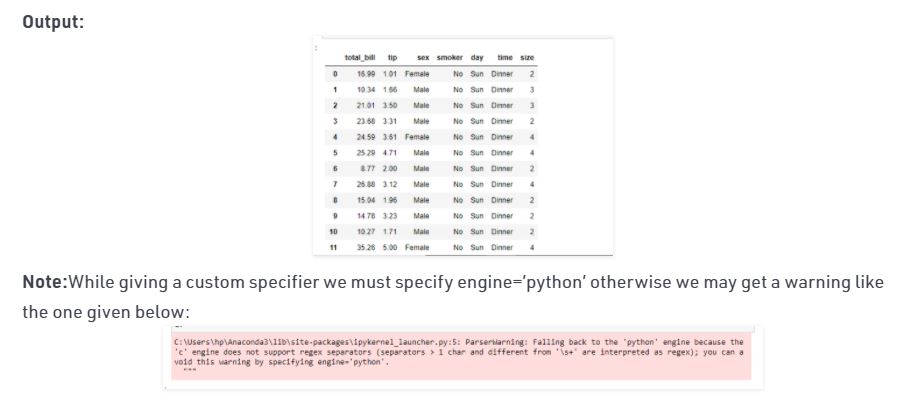 Output:
:
total_bill tip sex smoker day time size
0 16.99 1.01 Female No Sun Dinner 2
1 10.34 1.66 Male No Sun Dinner 3
2 21.01 3.50 Male No Sun Dinner 3
3 23.68 3.31 Male No Sun Dinner 2
4 24.59 3.61 Female No Sun Dinner 4
5 25.29 4.71 Male No Sun Dinner 4
6 8.77 2.00 Male No Sun Dinner 2
7 26.88 3.12 Male No Sun Dinner 4
8 15.04 1.96 Male No Sun Dinner 2
9 14.78 3.23 Male No Sun Dinner 2
10 10.27 1.71 Male No Sun Dinner 2
11 35.26 5.00 Female No Sun Dinner 4
Note:While giving a custom specifier we must specify engine='python' otherwise we may get a warning like
the one given below:
C:\Users\hp\Anaconda3\lib\site-packages\ipykernel_launcher.py:5: ParserWarning: Falling back to the 'python' engine because the
'c' engine does not support regex separators (separators > 1 char and different from '\s+' are interpreted as regex); you can a
void this warning by specifying engine='python'.
"""